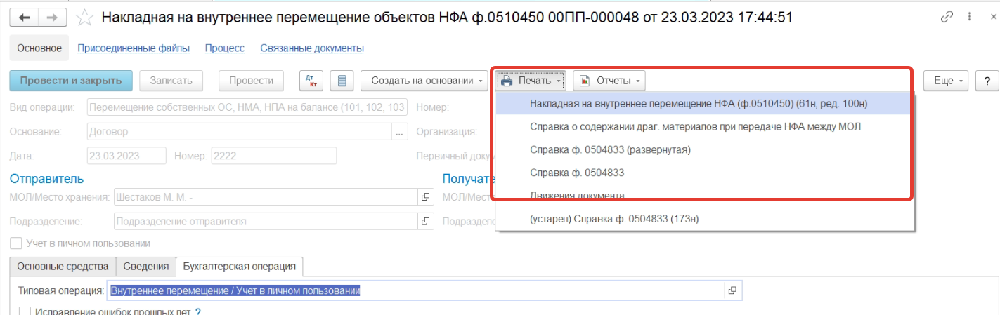 Накладная на внутреннее перемещение объектов НФА ф.0510450 00ПП-000048 от 23.03.2023 17:44:51
Основное Присоединенные файлы Процесс Связанные документы
Провести и закрыть Записать Провести Дт Кт Создать на основании Печать Отчеты Еще ?
Вид операции: Перемещение собственных ОС, НМА, НПА на балансе (101, 102, 103 Номер:
Накладная на внутреннее перемещение НФА (ф.0510450) (61н, ред. 100н)
Основание: Договор ... Организация:
Справка о содержании драг. материалов при передаче НФА между МОЛ
Дата: 23.03.2023 Номер: 2222 Первичный доку
Справка ф. 0504833 (развернутая)
Отправитель Получате
Справка ф. 0504833
МОЛ/Место хранения: Шестаков М. М. - МОЛ/Мест
Движения документа
Подразделение: Подразделение отправителя Подразделе
(устарел) Справка ф. 0504833 (173н)
Учет в личном пользовании
Основные средства Сведения Бухгалтерская операция
Типовая операция: Внутреннее перемещение / Учет в личном пользовании
Исправление ошибок прошлых лет ?